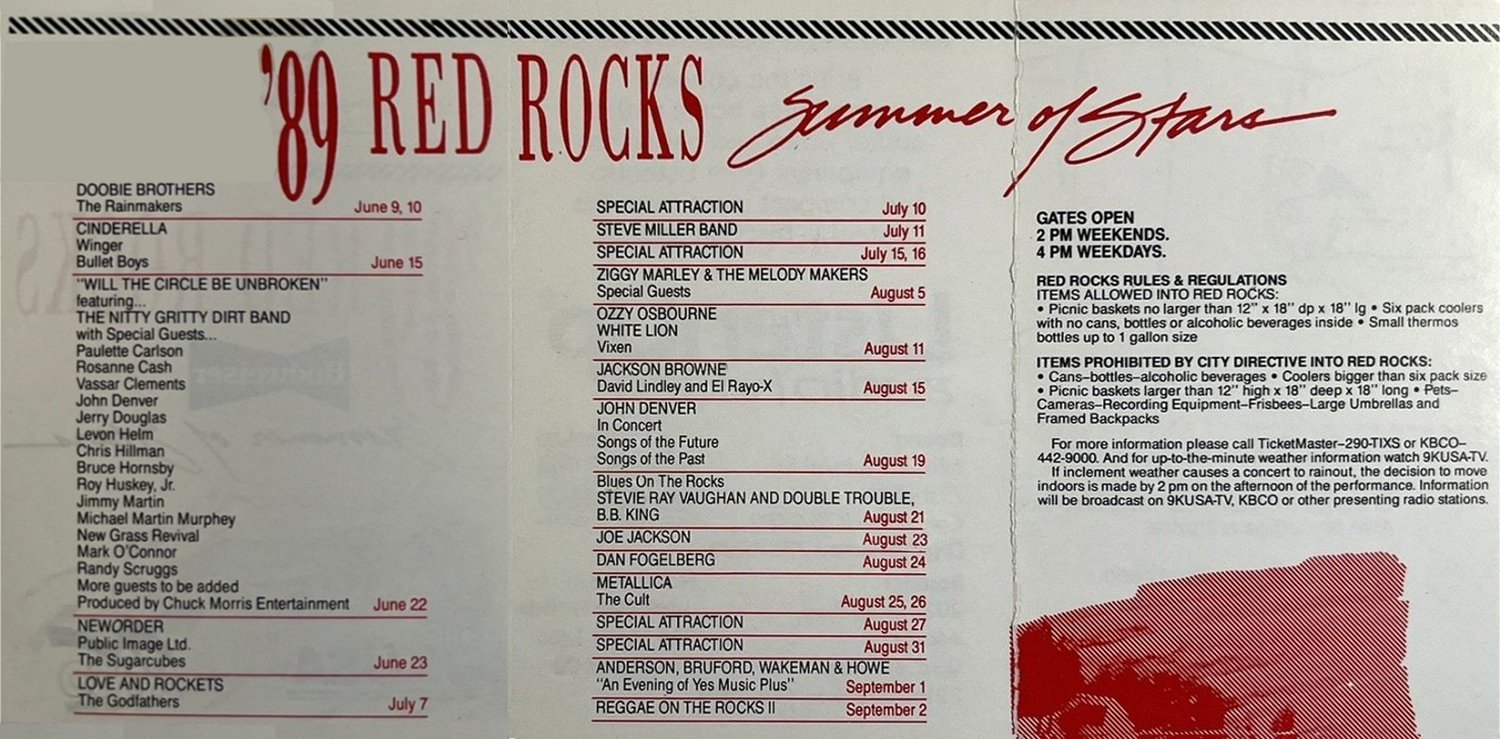 '89 RED ROCKS Summer of Stars
DOOBIE BROTHERS
The Rainmakers June 9, 10
CINDERELLA
Winger
Bullet Boys June 15
"WILL THE CIRCLE BE UNBROKEN"
featuring...
THE NITTY GRITTY DIRT BAND
with Special Guests...
Paulette Carlson
Rosanne Cash
Vassar Clements
John Denver
Jerry Douglas
Levon Helm
Chris Hillman
Bruce Hornsby
Roy Huskey, Jr.
Jimmy Martin
Michael Martin Murphey
New Grass Revival
Mark O'Connor
Randy Scruggs
More guests to be added
Produced by Chuck Morris Entertainment June 22
NEW ORDER
Public Image Ltd.
The Sugarcubes June 23
LOVE AND ROCKETS
The Godfathers July 7
SPECIAL ATTRACTION July 10
STEVE MILLER BAND July 11
SPECIAL ATTRACTION July 15, 16
ZIGGY MARLEY & THE MELODY MAKERS
Special Guests August 5
OZZY OSBOURNE
WHITE LION
Vixen August 11
JACKSON BROWNE
David Lindley and El Rayo-X August 15
JOHN DENVER
In Concert
Songs of the Future
Songs of the Past August 19
Blues On The Rocks
STEVIE RAY VAUGHAN AND DOUBLE TROUBLE,
B.B. KING August 21
JOE JACKSON August 23
DAN FOGELBERG August 24
METALLICA
The Cult August 25, 26
SPECIAL ATTRACTION August 27
SPECIAL ATTRACTION August 31
ANDERSON, BRUFORD, WAKEMAN & HOWE
"An Evening of Yes Music Plus" September 1
REGGAE ON THE ROCKS II September 2
GATES OPEN
2 PM WEEKENDS.
4 PM WEEKDAYS.
RED ROCKS RULES & REGULATIONS
ITEMS ALLOWED INTO RED ROCKS:
• Picnic baskets no larger than 12" x 18" dp x 18" lg • Six pack coolers
with no cans, bottles or alcoholic beverages inside • Small thermos
bottles up to 1 gallon size
ITEMS PROHIBITED BY CITY DIRECTIVE INTO RED ROCKS:
• Cans–bottles–alcoholic beverages • Coolers bigger than six pack size
• Picnic baskets larger than 12" high x 18" deep x 18" long • Pets–
Cameras–Recording Equipment–Frisbees–Large Umbrellas and
Framed Backpacks
For more information please call TicketMaster–290-TIXS or KBCO–
442-9000. And for up-to-the-minute weather information watch 9KUSA-TV.
If inclement weather causes a concert to rainout, the decision to move
indoors is made by 2 pm on the afternoon of the performance. Information
will be broadcast on 9KUSA-TV, KBCO or other presenting radio stations.